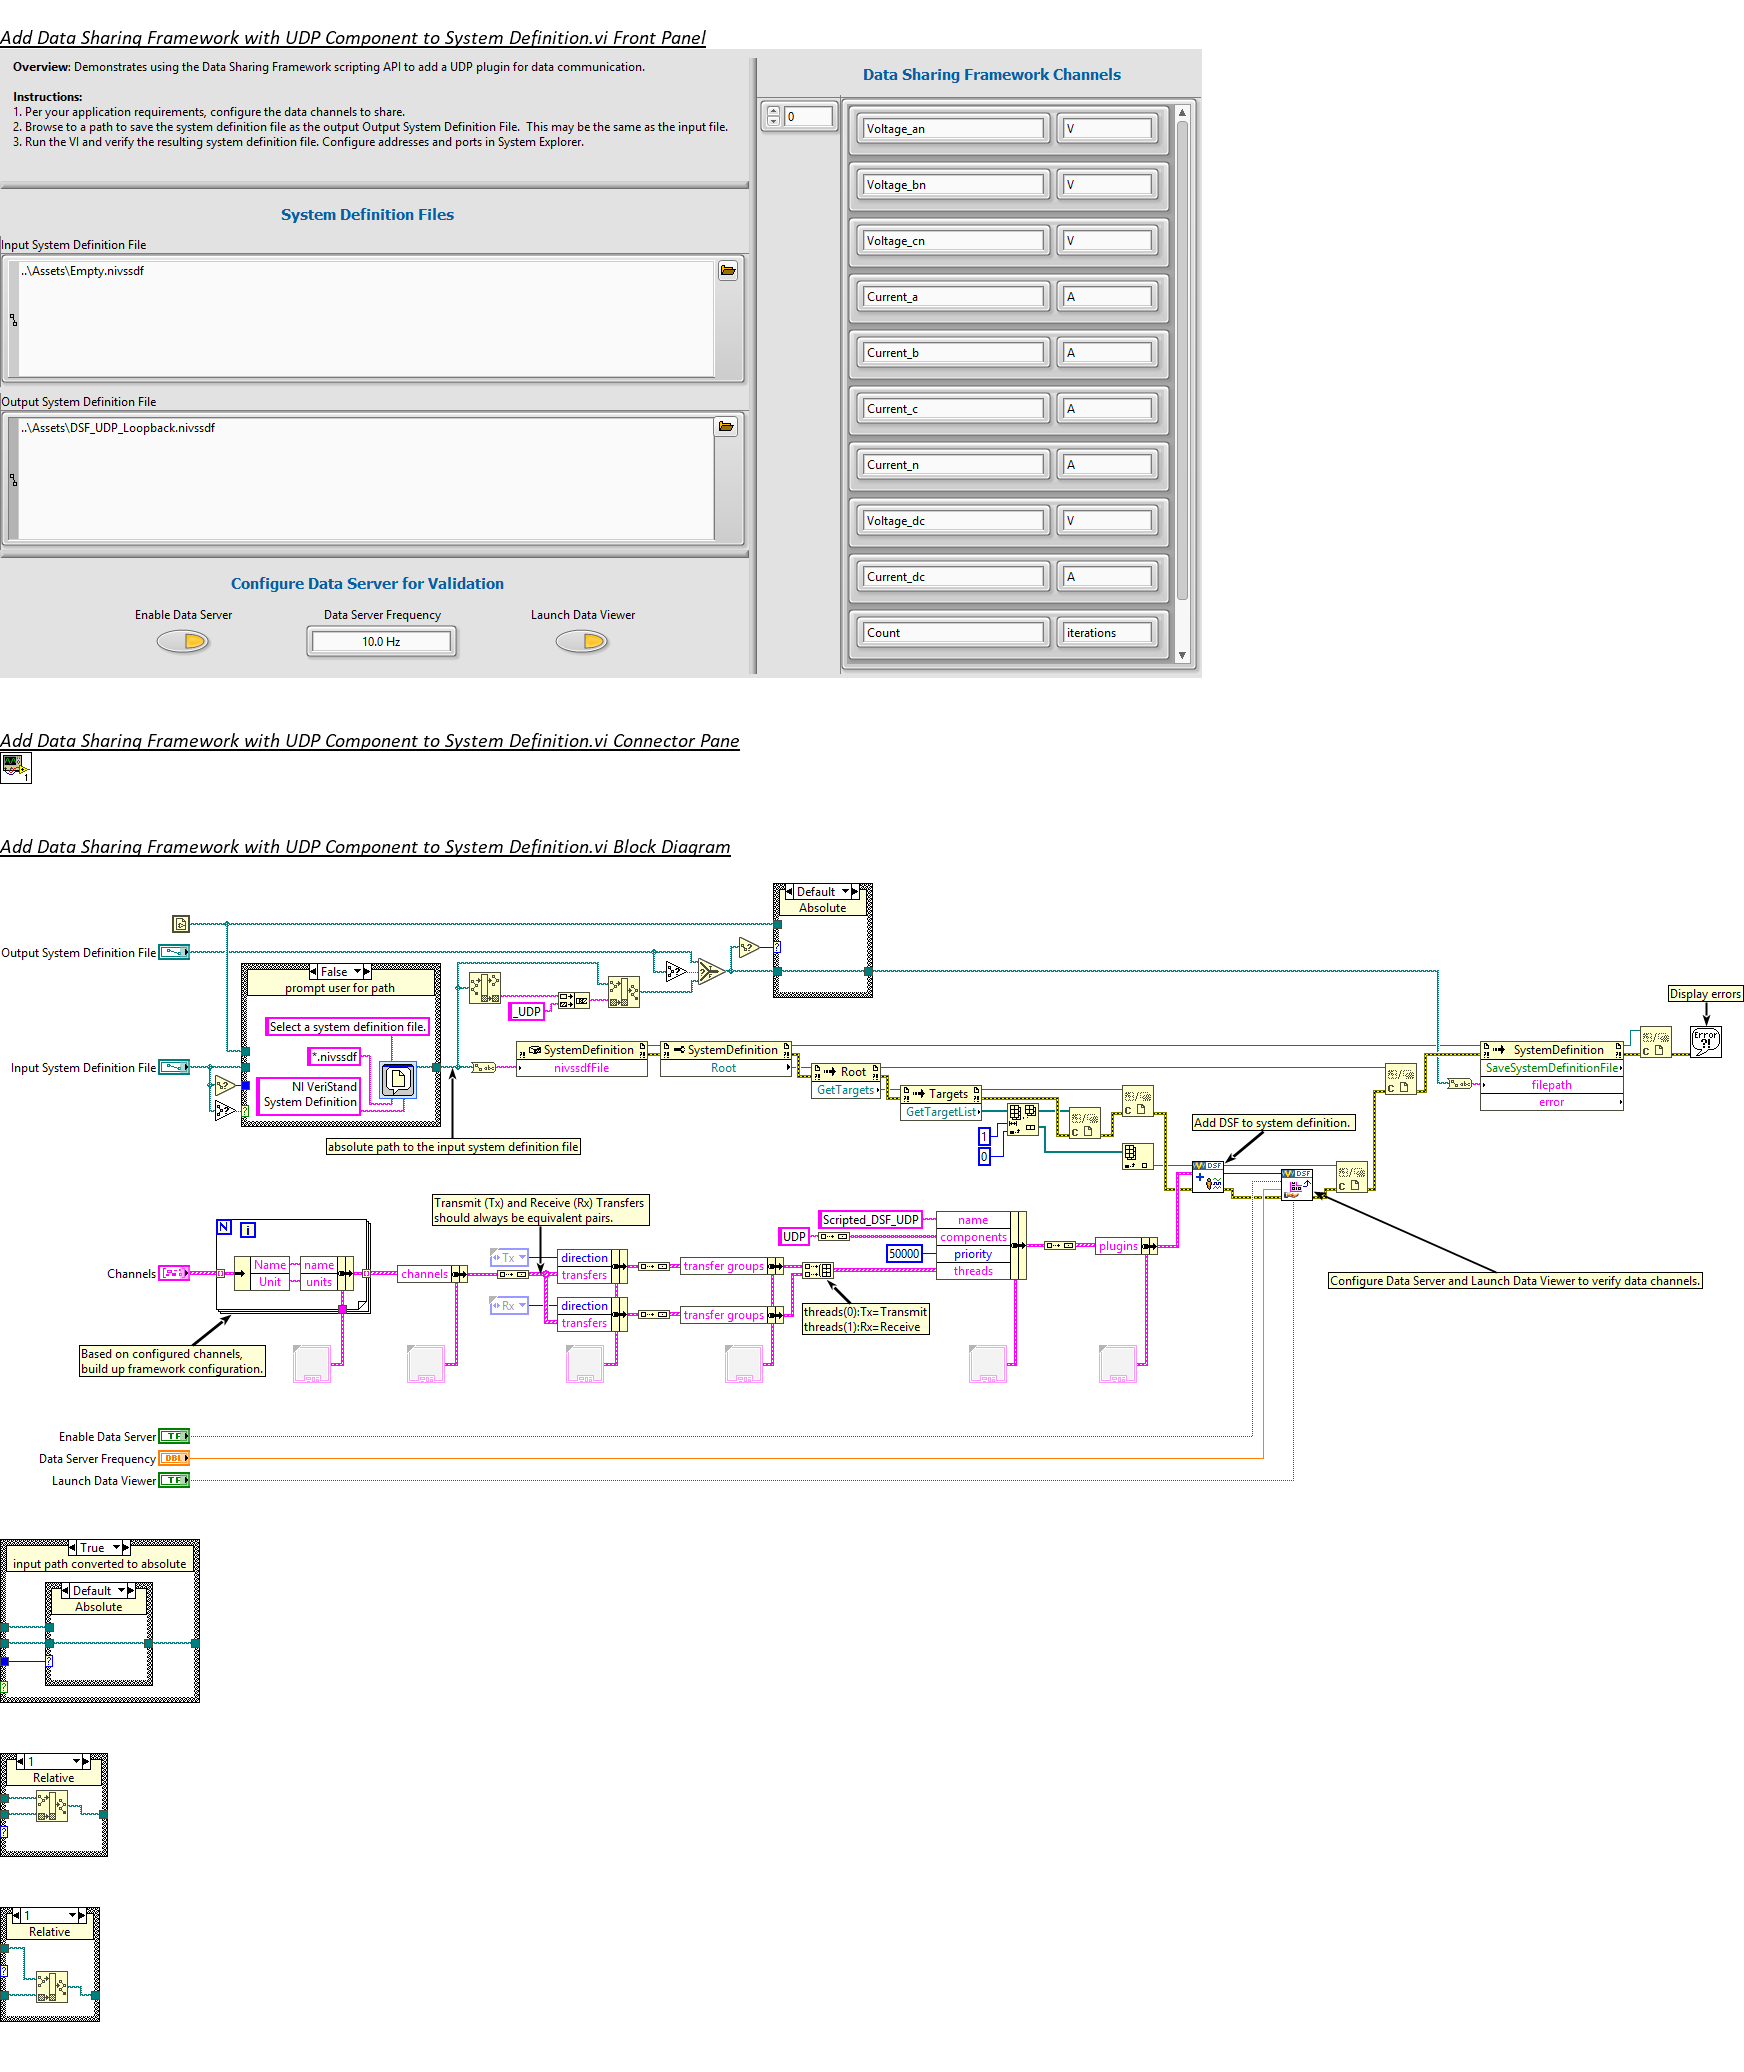 Add Data Sharing Framework with UDP Component to System Definition.vi Front Panel
Overview: Demonstrates using the Data Sharing Framework scripting API to add a UDP plugin for data communication.
Instructions:
1. Per your application requirements, configure the data channels to share.
2. Browse to a path to save the system definition file as the output Output System Definition File.  This may be the same as the input file.
3. Run the VI and verify the resulting system definition file. Configure addresses and ports in System Explorer.
System Definition Files
Input System Definition File
..\Assets\Empty.nivssdf
Output System Definition File
..\Assets\DSF_UDP_Loopback.nivssdf
Configure Data Server for Validation
Enable Data Server
Data Server Frequency
Launch Data Viewer
10.0 Hz
Data Sharing Framework Channels
0
Voltage_an V
Voltage_bn V
Voltage_cn V
Current_a A
Current_b A
Current_c A
Current_n A
Voltage_dc V
Current_dc A
Count iterations
Add Data Sharing Framework with UDP Component to System Definition.vi Connector Pane
1
Add Data Sharing Framework with UDP Component to System Definition.vi Block Diagram
Default
Absolute
Output System Definition File
False
prompt user for path
Select a system definition file.
*.nivssdf
NI VeriStand
System Definition
Input System Definition File
absolute path to the input system definition file
_UDP
SystemDefinition
nivssdfFile
SystemDefinition
Root
Root
GetTargets
Targets
GetTargetList
1
0
Add DSF to system definition.
DSF
DSF
SystemDefinition
SaveSystemDefinitionFile
filepath
error
Display errors
Error
?!
Configure Data Server and Launch Data Viewer to verify data channels.
Transmit (Tx) and Receive (Rx) Transfers
should always be equivalent pairs.
N
i
Channels
Name name
Unit units
channels
Tx
direction
transfers
Rx
direction
transfers
transfer groups
transfer groups
threads(0):Tx=Transmit
threads(1):Rx=Receive
Scripted_DSF_UDP
UDP
50000
name
components
priority
threads
plugins
Based on configured channels,
build up framework configuration.
Enable Data Server TF
Data Server Frequency DBL
Launch Data Viewer TF
True
input path converted to absolute
Default
Absolute
1
Relative
1
Relative